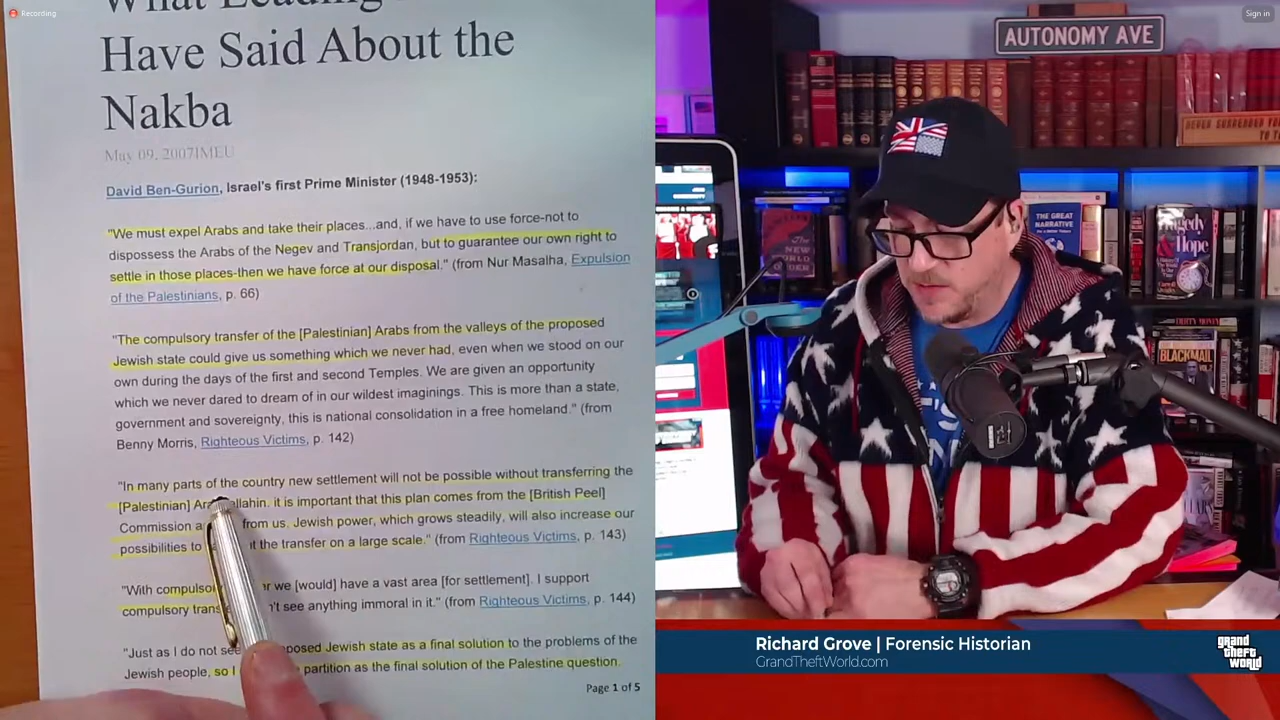 Recording
Sign in
What Leading
Have Said About the
Nakba
May 09, 2007IMEU
David Ben-Gurion, Israel's first Prime Minister (1948-1953):
"We must expel Arabs and take their places...and, if we have to use force-not to
dispossess the Arabs of the Negev and Transjordan, but to guarantee our own right to
settle in those places-then we have force at our disposal." (from Nur Masalha, Expulsion
of the Palestinians, p. 66)
"The compulsory transfer of the [Palestinian] Arabs from the valleys of the proposed
Jewish state could give us something which we never had, even when we stood on our
own during the days of the first and second Temples. We are given an opportunity
which we never dared to dream of in our wildest imaginings. This is more than a state,
government and sovereignty, this is national consolidation in a free homeland." (from
Benny Morris, Righteous Victims, p. 142)
"In many parts of the country new settlement will not be possible without transferring the
[Palestinian] it is important that this plan comes from the [British Peel]
Commission from us. Jewish power, which grows steadily, will also increase our
possibilities to the transfer on a large scale." (from Righteous Victims, p. 143)
"With we [would] have a vast area [for settlement]. I support
compulsory see anything immoral in it." (from Righteous Victims, p. 144)
"Just as I do not see Jewish state as a final solution to the problems of the
Jewish people, so I partition as the final solution of the Palestine question.
Page 1 of 5
AUTONOMY AVE
NEVER SURRENDER
THE GREAT
NARRATIVE
Tragedy
& Hope
THE
NEW
WORLD
ORDER
BLACKMAIL
Richard Grove | Forensic Historian
GrandTheftWorld.com
grand
theft
WORLD